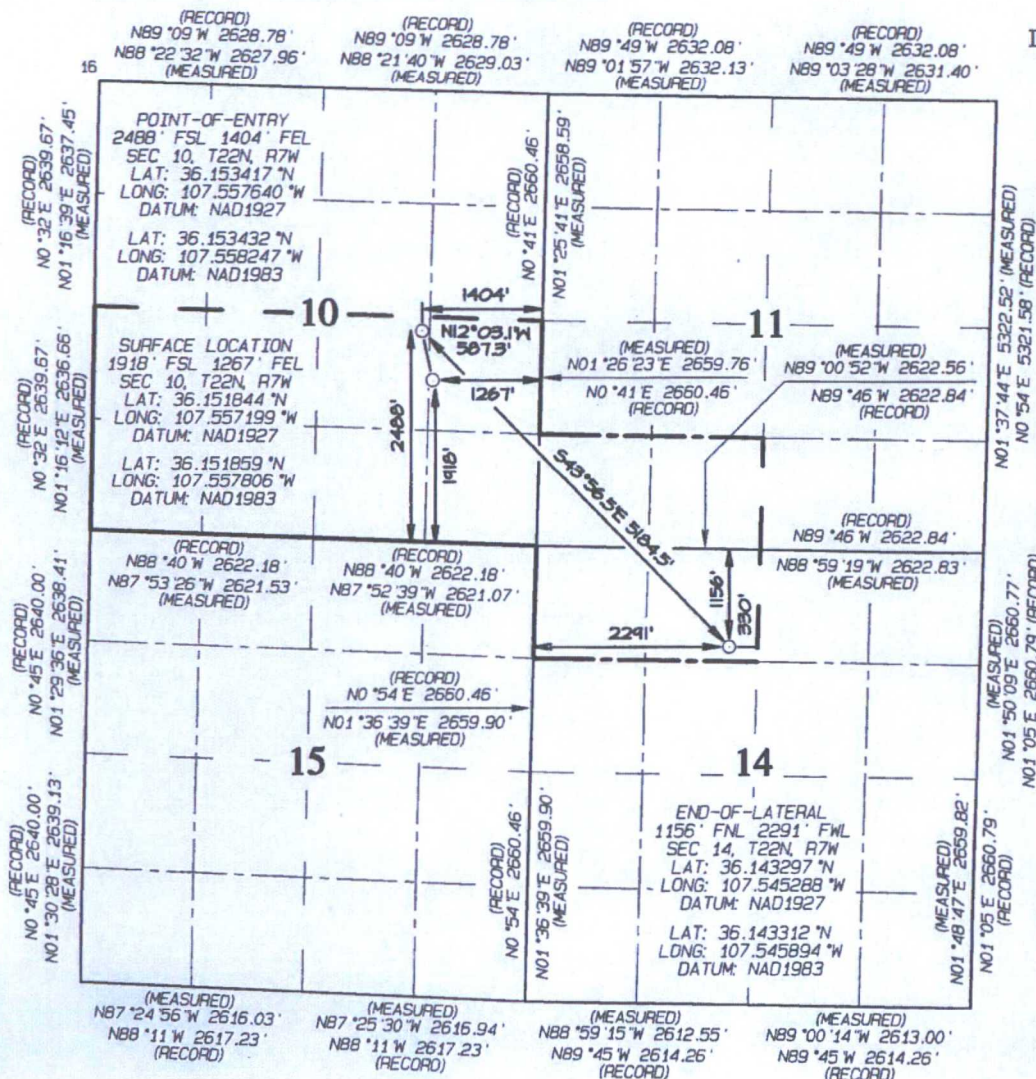 (RECORD)
N89°09'W 2628.78'
N88°22'32"W 2627.96'
(MEASURED)
(RECORD)
N89°09'W 2628.78'
N88°21'40"W 2629.03'
(MEASURED)
(RECORD)
N89°49'W 2632.08'
N89°01'57"W 2632.13'
(MEASURED)
(RECORD)
N89°49'W 2632.08'
N89°03'28"W 2631.40'
(MEASURED)
16
(RECORD)
N0°32'E 2639.67'
N01°16'39"E 2637.45'
(MEASURED)
POINT-OF-ENTRY
2488' FSL 1404' FEL
SEC 10, T22N, R7W
LAT: 36.153417°N
LONG: 107.557640°W
DATUM: NAD1927
LAT: 36.153432°N
LONG: 107.558247°W
DATUM: NAD1983
(RECORD)
N0°41'E 2660.46'
N01°25'41"E 2658.59'
(MEASURED)
N01°37'44"E 5322.52' (MEASURED)
N0°54'E 5321.58' (RECORD)
10
11
1404'
N12°03.1'W
587.3'
1267'
2488'
1918'
SURFACE LOCATION
1918' FSL 1267' FEL
SEC 10, T22N, R7W
LAT: 36.151844°N
LONG: 107.557199°W
DATUM: NAD1927
LAT: 36.151859°N
LONG: 107.557806°W
DATUM: NAD1983
(RECORD)
N0°32'E 2639.67'
N01°16'12"E 2636.66'
(MEASURED)
(MEASURED)
N01°26'23"E 2659.76'
N0°41'E 2660.46'
(RECORD)
(MEASURED)
N89°00'52"W 2622.56'
N89°46'W 2622.84'
(RECORD)
S43°56.5'E 5184.5'
(RECORD)
N89°46'W 2622.84'
N88°59'19"W 2622.83'
(MEASURED)
(RECORD)
N88°40'W 2622.18'
N87°53'26"W 2621.53'
(MEASURED)
(RECORD)
N88°40'W 2622.18'
N87°52'39"W 2621.07'
(MEASURED)
1156'
330'
2291'
(RECORD)
N0°45'E 2640.00'
N01°29'36"E 2638.41'
(MEASURED)
(RECORD)
N0°54'E 2660.46'
N01°36'39"E 2659.90'
(MEASURED)
(MEASURED)
N01°50'09"E 2660.77'
N01°05'E 2660.79' (RECORD)
15
14
END-OF-LATERAL
1156' FNL 2291' FWL
SEC 14, T22N, R7W
LAT: 36.143297°N
LONG: 107.545288°W
DATUM: NAD1927
LAT: 36.143312°N
LONG: 107.545894°W
DATUM: NAD1983
(RECORD)
N0°45'E 2640.00'
N01°30'28"E 2639.13'
(MEASURED)
(RECORD)
N0°54'E 2660.46'
N01°36'39"E 2659.90'
(MEASURED)
(MEASURED)
N01°48'47"E 2659.82'
N01°05'E 2660.79'
(RECORD)
(MEASURED)
N87°24'56"W 2616.03'
N88°11'W 2617.23'
(RECORD)
(MEASURED)
N87°25'30"W 2616.94'
N88°11'W 2617.23'
(RECORD)
(MEASURED)
N88°59'15"W 2612.55'
N89°45'W 2614.26'
(RECORD)
(MEASURED)
N89°00'14"W 2613.00'
N89°45'W 2614.26'
(RECORD)